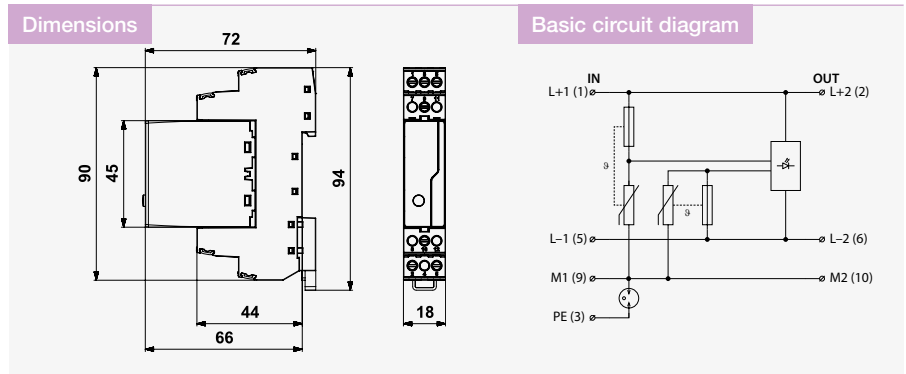 Dimensions
72
90
45
94
44
66
18
Basic circuit diagram
IN
OUT
L+1 (1)
L+2 (2)
ϑ
ϑ
L–1 (5)
L–2 (6)
M1 (9)
M2 (10)
PE (3)